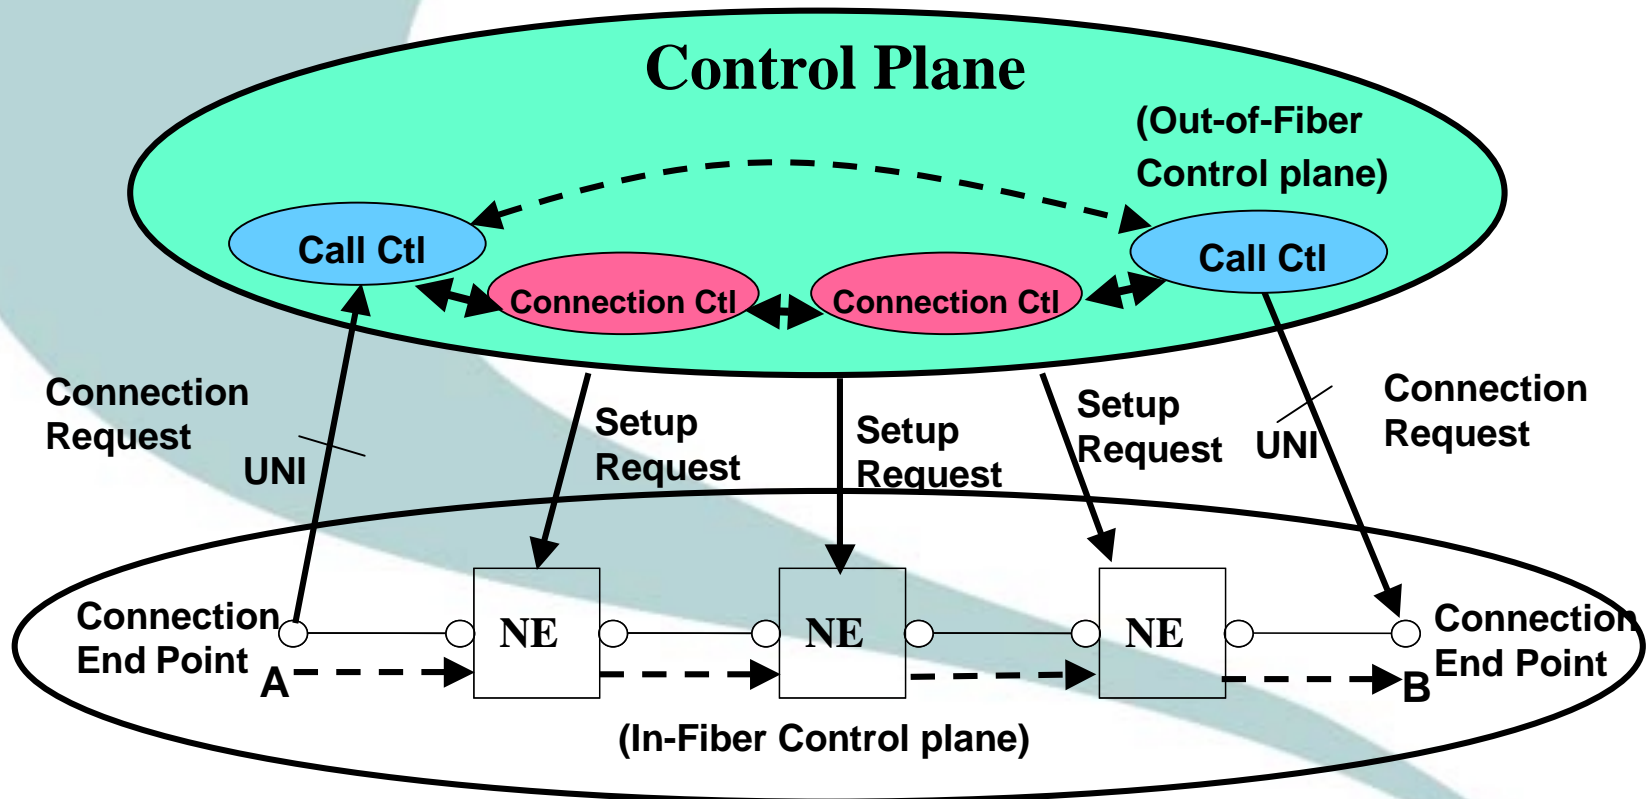 Control Plane
(Out-of-Fiber
Control plane)
Call Ctl
Call Ctl
Connection Ctl
Connection Ctl
Connection
Request
UNI
Setup
Request
Setup
Request
Setup
Request
UNI
Connection
Request
Connection
End Point
A
NE
NE
NE
Connection
End Point
B
(In-Fiber Control plane)